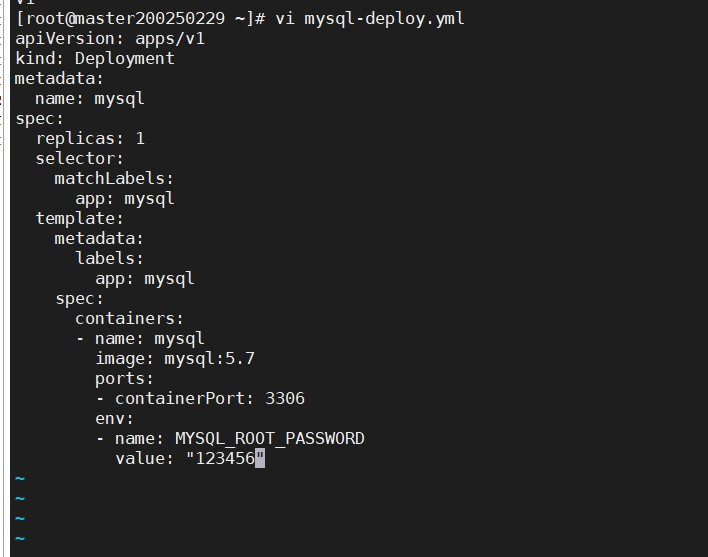 [root@master200250229 ~]# vi mysql-deploy.yml
apiVersion: apps/v1
kind: Deployment
metadata:
  name: mysql
spec:
  replicas: 1
  selector:
    matchLabels:
      app: mysql
  template:
    metadata:
      labels:
        app: mysql
    spec:
      containers:
      - name: mysql
        image: mysql:5.7
        ports:
        - containerPort: 3306
        env:
        - name: MYSQL_ROOT_PASSWORD
          value: "123456"
~
~
~
~